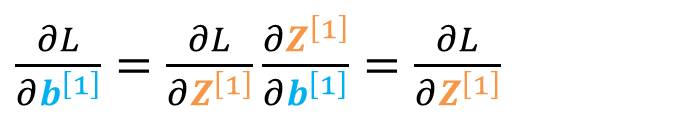 ∂L/∂b^[1] = ∂L/∂Z^[1] ∂Z^[1]/∂b^[1] = ∂L/∂Z^[1]